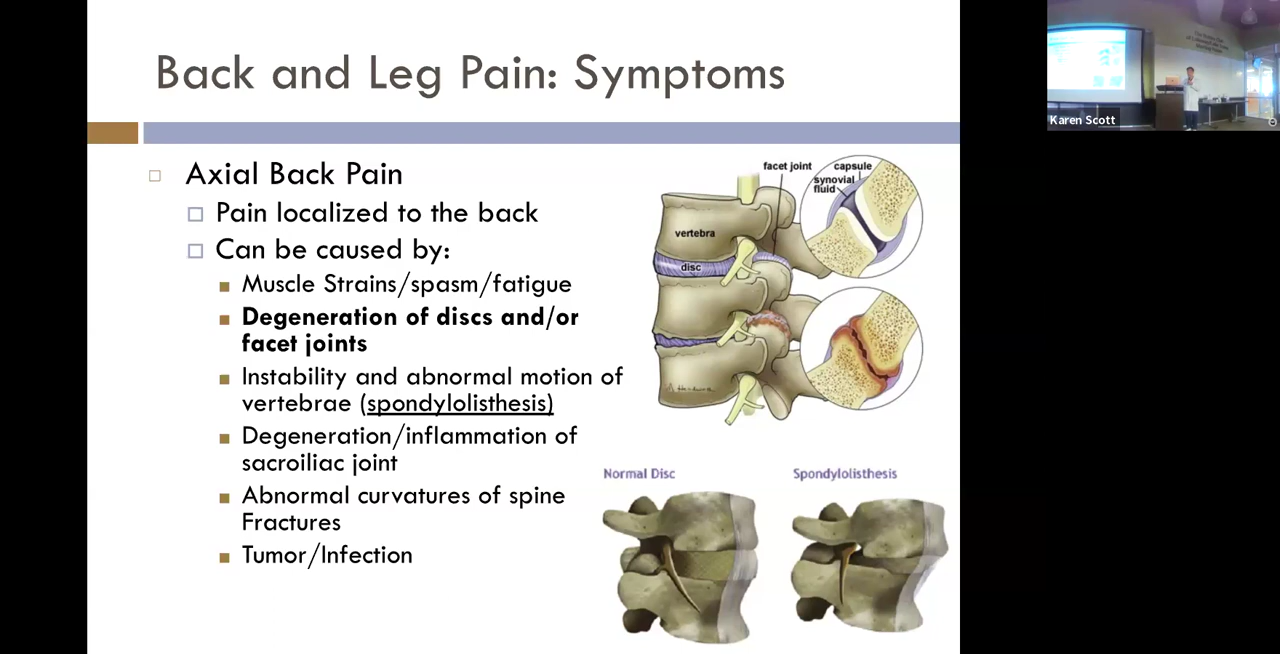 Back and Leg Pain: Symptoms
Axial Back Pain
Pain localized to the back
Can be caused by:
Muscle Strains/spasm/fatigue
Degeneration of discs and/or
facet joints
Instability and abnormal motion of
vertebrae (spondylolisthesis)
Degeneration/inflammation of
sacroiliac joint
Abnormal curvatures of spine
Fractures
Tumor/Infection
facet joint
capsule
synovial
fluid
vertebra
disc
Normal Disc
Spondylolisthesis
Karen Scott